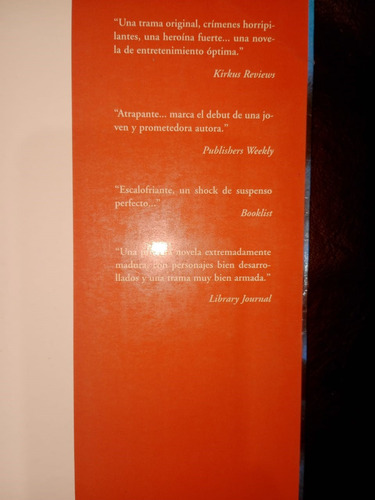 "Una trama original, crímenes horripi-
lantes, una heroína fuerte... una nove-
la de entretenimiento óptima."
Kirkus Reviews
"Atrapante... marca el debut de una jo-
ven y prometedora autora."
Publishers Weekly
"Escalofriante, un shock de suspenso
perfecto..."
Booklist
"Una novela extremadamente
madura, con personajes bien desarro-
llados y una trama muy bien armada."
Library Journal